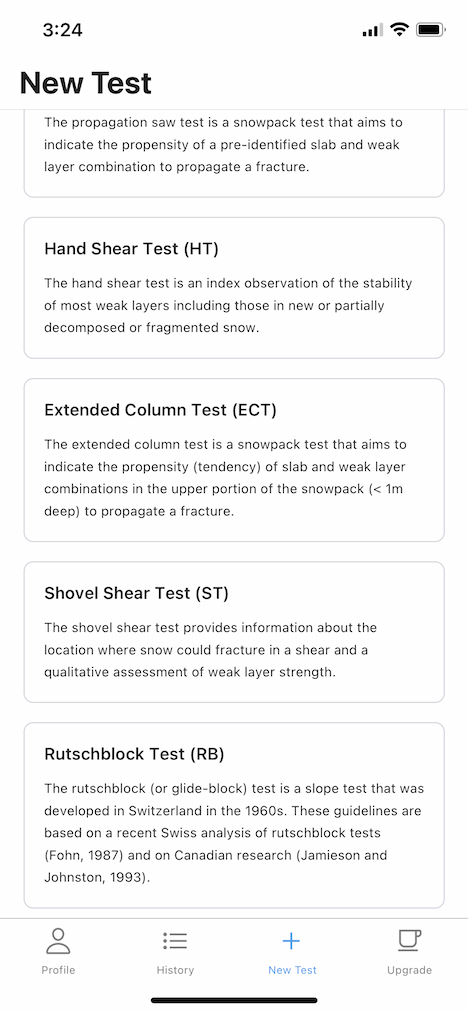 3:24
New Test
The propagation saw test is a snowpack test that aims to
indicate the propensity of a pre-identified slab and weak
layer combination to propagate a fracture.
Hand Shear Test (HT)
The hand shear test is an index observation of the stability
of most weak layers including those in new or partially
decomposed or fragmented snow.
Extended Column Test (ECT)
The extended column test is a snowpack test that aims to
indicate the propensity (tendency) of slab and weak layer
combinations in the upper portion of the snowpack (< 1m
deep) to propagate a fracture.
Shovel Shear Test (ST)
The shovel shear test provides information about the
location where snow could fracture in a shear and a
qualitative assessment of weak layer strength.
Rutschblock Test (RB)
The rutschblock (or glide-block) test is a slope test that was
developed in Switzerland in the 1960s. These guidelines are
based on a recent Swiss analysis of rutschblock tests
(Fohn, 1987) and on Canadian research (Jamieson and
Johnston, 1993).
Profile
History
New Test
Upgrade